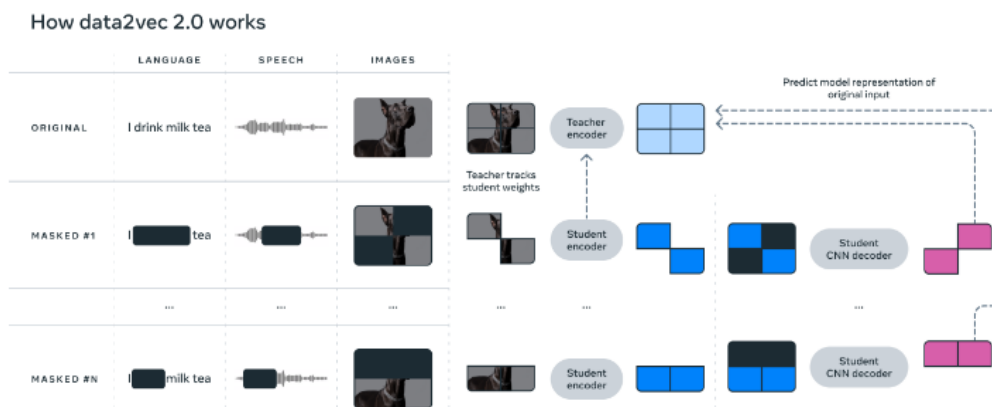 How data2vec 2.0 works
LANGUAGE SPEECH IMAGES
Predict model representation of
original input
ORIGINAL
I drink milk tea
Teacher
encoder
Teacher tracks
student weights
MASKED #1
I tea
Student
encoder
Student
CNN decoder
... ... ... ... ... ...
MASKED #N
I milk tea
Student
encoder
Student
CNN decoder